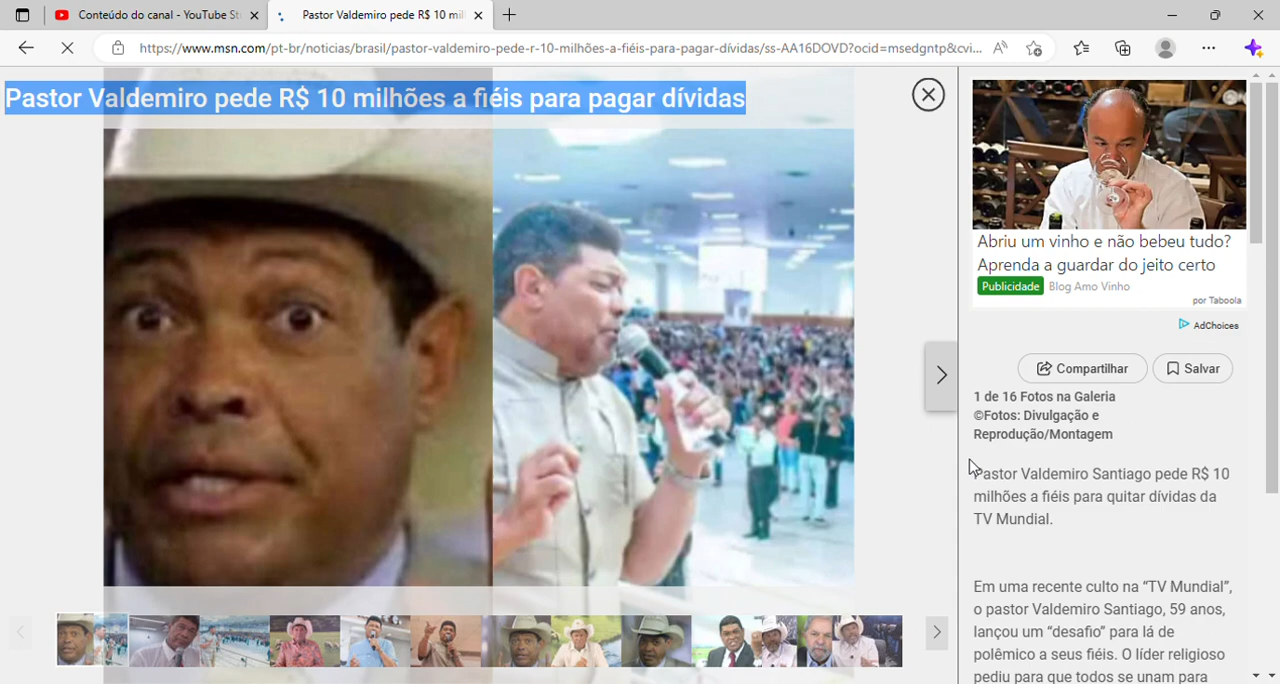 Conteúdo do canal - YouTube St
Pastor Valdemiro pede R$ 10 mil
https://www.msn.com/pt-br/noticias/brasil/pastor-valdemiro-pede-r-10-milhões-a-fiéis-para-pagar-dívidas/ss-AA16DOVD?ocid=msedgntp&cvi...
Pastor Valdemiro pede R$ 10 milhões a fiéis para pagar dívidas
Abriu um vinho e não bebeu tudo?
Aprenda a guardar do jeito certo
Publicidade Blog Amo Vinho
por Taboola
AdChoices
Compartilhar Salvar
1 de 16 Fotos na Galeria
©Fotos: Divulgação e
Reprodução/Montagem
Pastor Valdemiro Santiago pede R$ 10
milhões a fiéis para quitar dívidas da
TV Mundial.
Em uma recente culto na “TV Mundial”,
o pastor Valdemiro Santiago, 59 anos,
lançou um “desafio” para lá de
polêmico a seus fiéis. O líder religioso
pediu para que todos se unam para